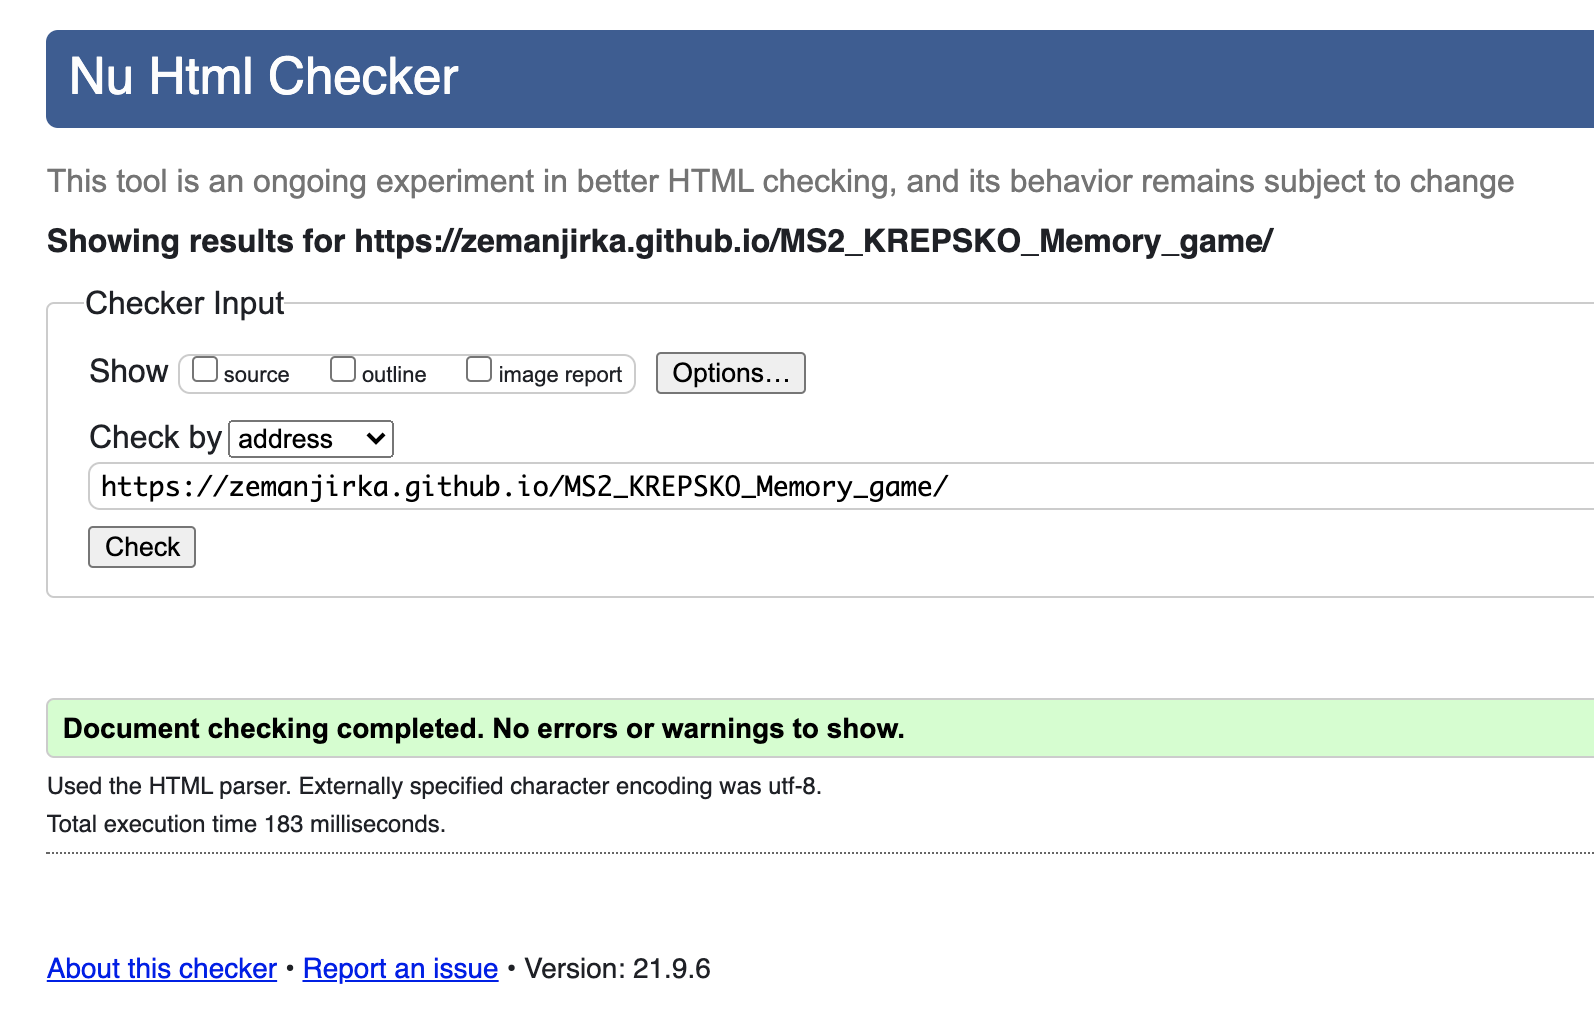 Nu Html Checker
This tool is an ongoing experiment in better HTML checking, and its behavior remains subject to change
Showing results for https://zemanjirka.github.io/MS2_KREPSKO_Memory_game/
Checker Input
Show source outline image report Options...
Check by address
https://zemanjirka.github.io/MS2_KREPSKO_Memory_game/
Check
Document checking completed. No errors or warnings to show.
Used the HTML parser. Externally specified character encoding was utf-8.
Total execution time 183 milliseconds.
About this checker • Report an issue • Version: 21.9.6